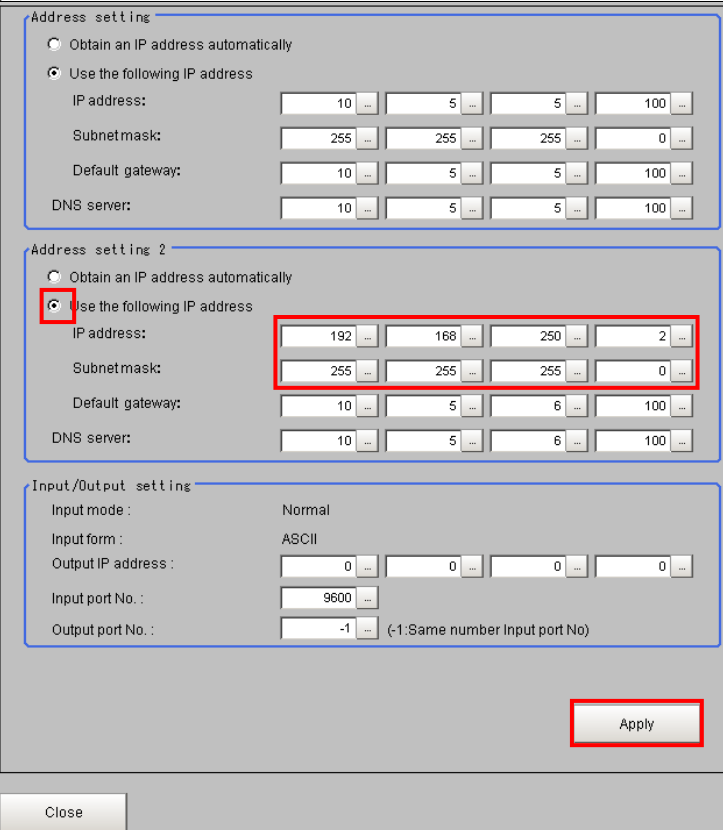 Address setting
Obtain an IP address automatically
Use the following IP address
IP address: 10 ... 5 ... 5 ... 100 ...
Subnet mask: 255 ... 255 ... 255 ... 0 ...
Default gateway: 10 ... 5 ... 5 ... 100 ...
DNS server: 10 ... 5 ... 5 ... 100 ...
Address setting 2
Obtain an IP address automatically
Use the following IP address
IP address: 192 ... 168 ... 250 ... 2 ...
Subnet mask: 255 ... 255 ... 255 ... 0 ...
Default gateway: 10 ... 5 ... 6 ... 100 ...
DNS server: 10 ... 5 ... 6 ... 100 ...
Input/Output setting
Input mode : Normal
Input form : ASCII
Output IP address : 0 ... 0 ... 0 ... 0 ...
Input port No. : 9600 ...
Output port No. : -1 ... (-1:Same number Input port No)
Apply
Close